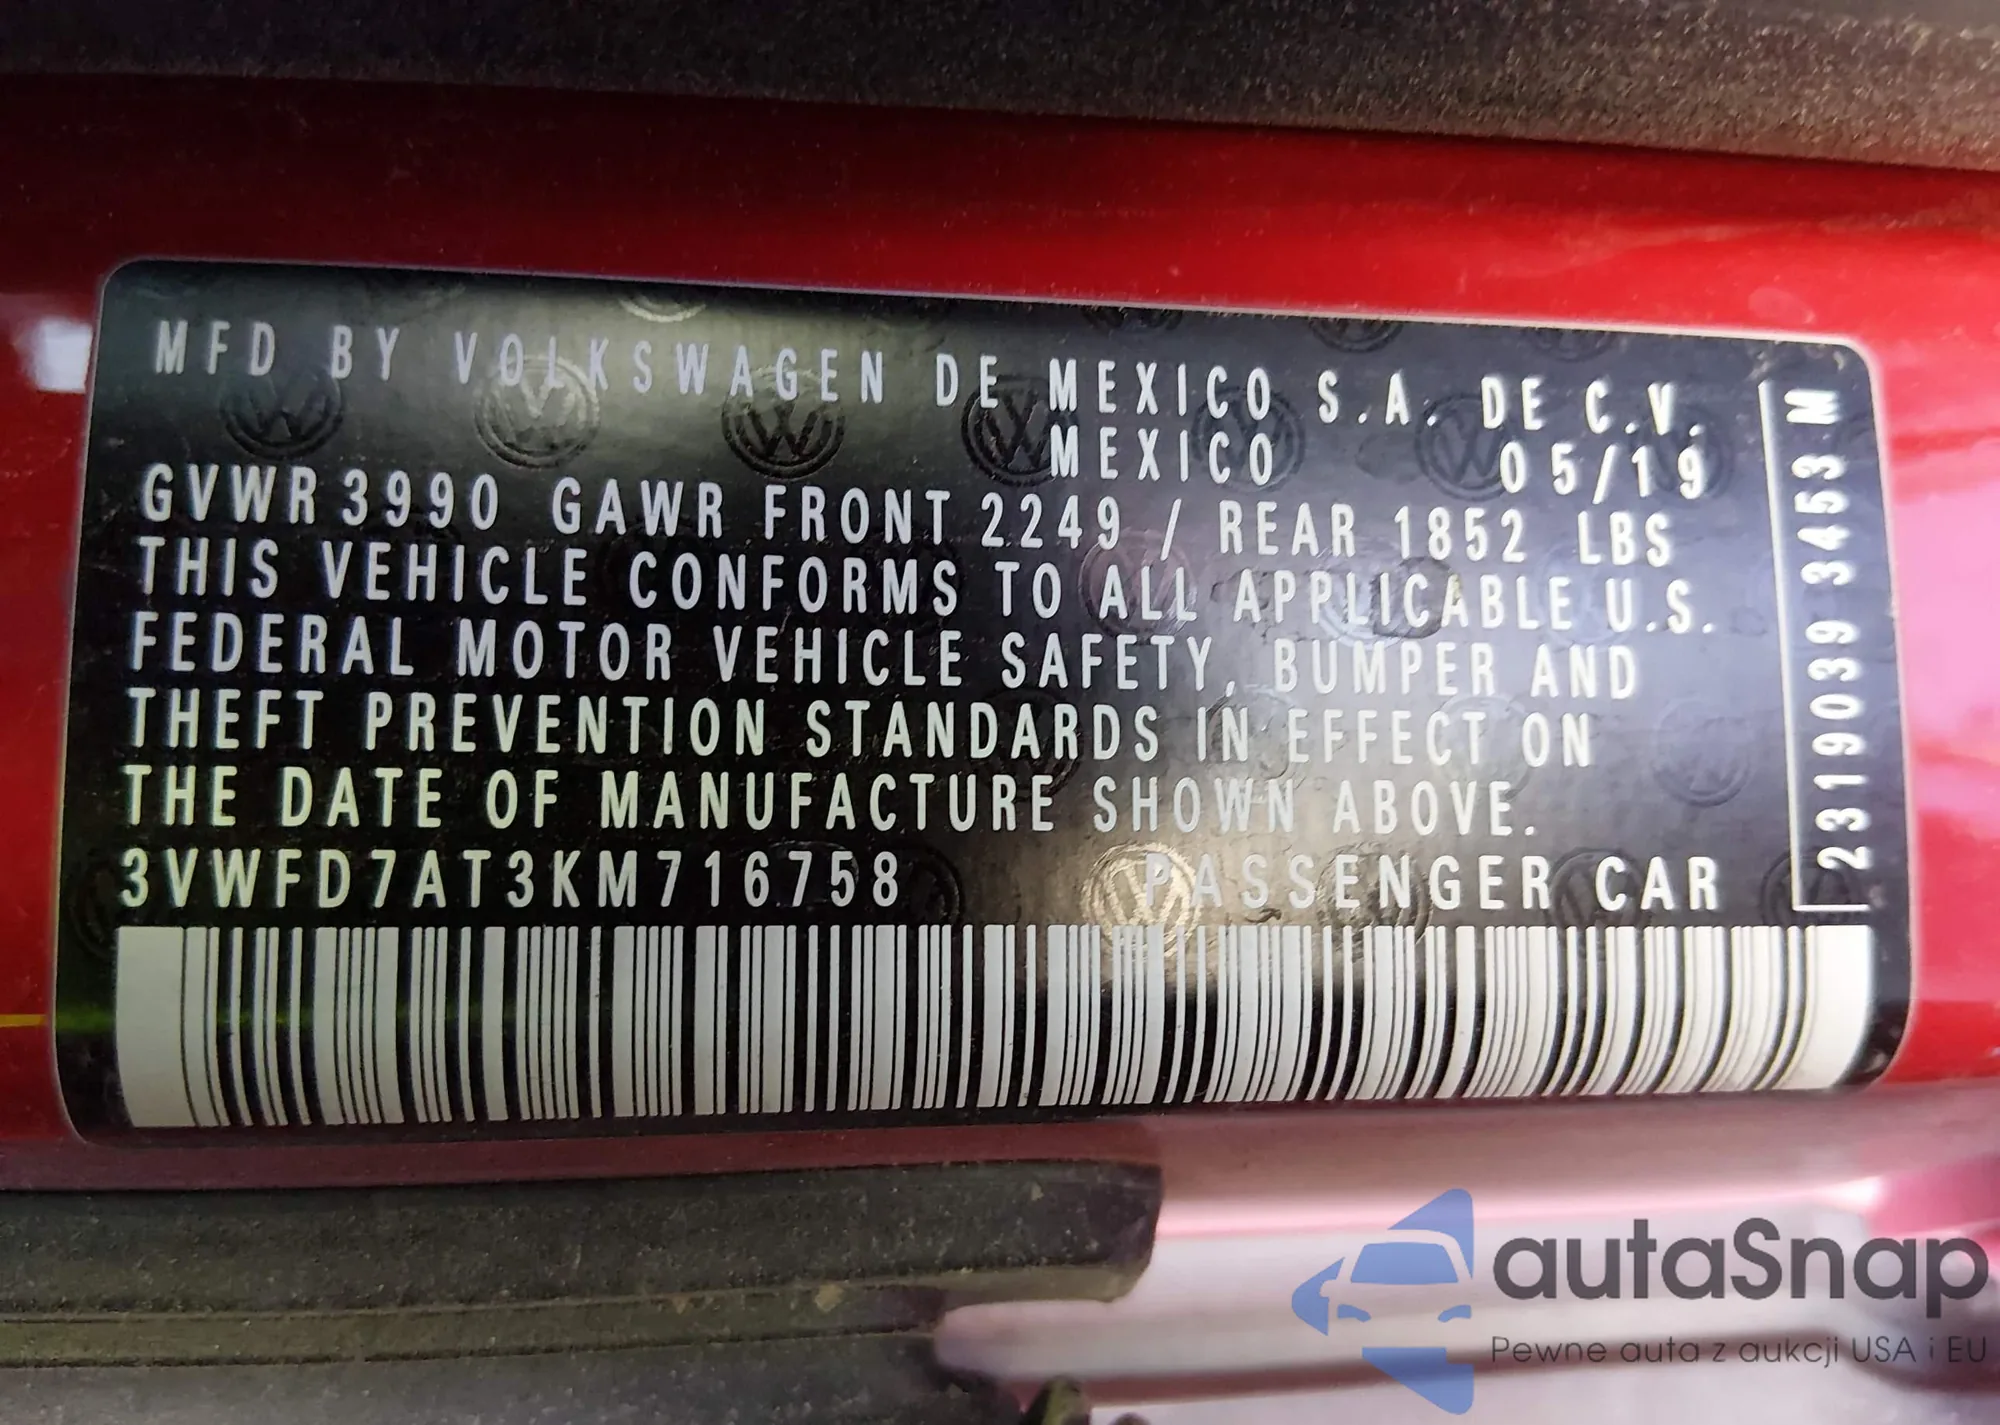 MFD BY VOLKSWAGEN DE MEXICO S.A. DE C.V.
MEXICO 05/19
GVWR 3990 GAWR FRONT 2249 / REAR 1852 LBS
THIS VEHICLE CONFORMS TO ALL APPLICABLE U.S.
FEDERAL MOTOR VEHICLE SAFETY, BUMPER AND
THEFT PREVENTION STANDARDS IN EFFECT ON
THE DATE OF MANUFACTURE SHOWN ABOVE.
3VWFD7AT3KM716758 PASSENGER CAR
2319039 3453 M
autaSnap
Pewne auta z aukcji USA i EU